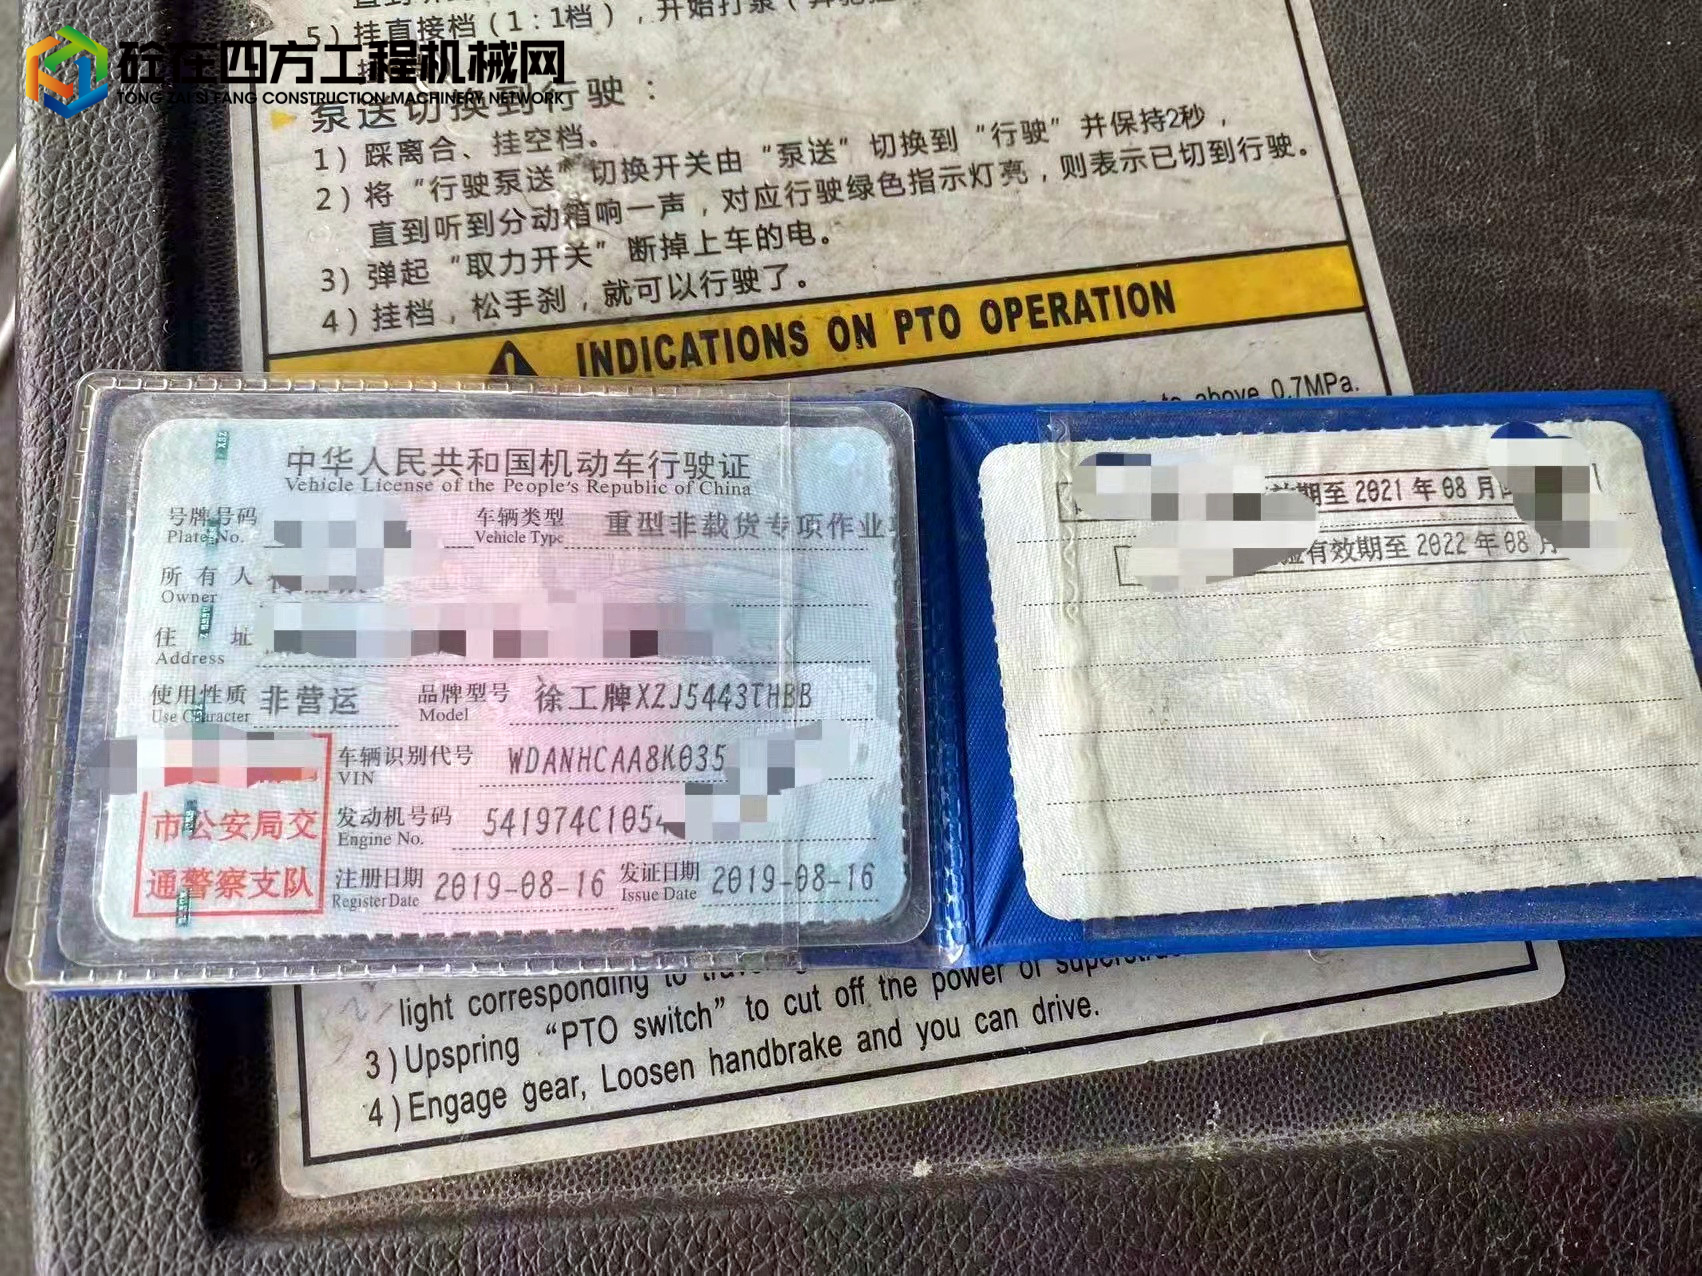 5）挂直接档（1：1档），开始打泵（
砼在四方工程机械网
TONG ZAI SI FANG CONSTRUCTION MACHINERY NETWORK
泵送切换到行驶：
1）踩离合、挂空档。
2）将“行驶泵送”切换开关由“泵送”切换到“行驶”并保持2秒，
直到听到分动箱响一声，对应行驶绿色指示灯亮，则表示已切到行驶。
3）弹起“取力开关”断掉上车的电。
4）挂档，松手刹，就可以行驶了。
INDICATIONS ON PTO OPERATION
above 0.7MPa.
中华人民共和国机动车行驶证
Vehicle License of the People's Republic of China
号牌号码
Plate No.
车辆类型 重型非载货专项作业
Vehicle Type
所有人
Owner
住址
Address
使用性质 非营运
Use Character
品牌型号 徐工牌XZJ5443THBB
Model
车辆识别代号 WDANHCAA8K035
VIN
发动机号码 541974C1054
Engine No.
市公安局交
通警察支队
注册日期 2019-08-16
Register Date
发证日期 2019-08-16
Issue Date
期至2021年08月
有效期至2022年08月
light corresponding to
3)Upspring “PTO switch” to cut off the power of
4)Engage gear, Loosen handbrake and you can drive.